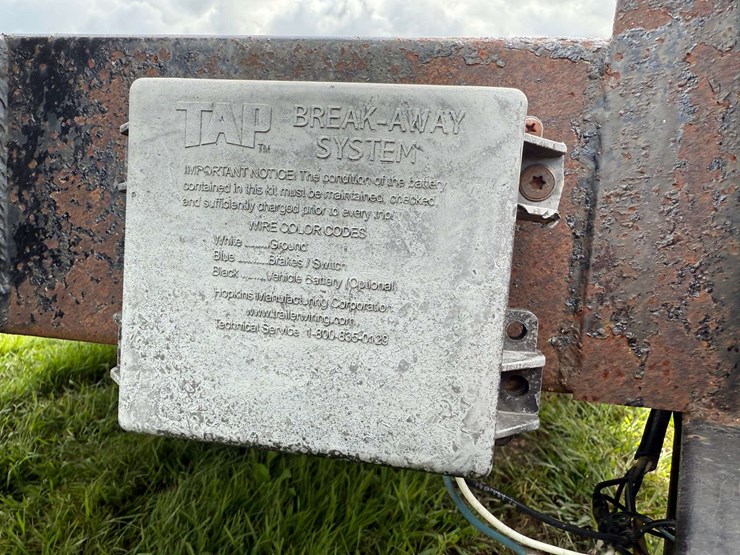 TAP™ BREAK-AWAY
SYSTEM
IMPORTANT NOTICE: The condition of the battery
contained in this kit must be maintained, checked,
and sufficiently charged prior to every trip.
WIRE COLOR CODES
White ........Ground
Blue .........Brakes / Switch
Black ........Vehicle Battery (Optional)
Hopkins Manufacturing Corporation
www.trailerwiring.com
Technical Service 1-800-835-0129